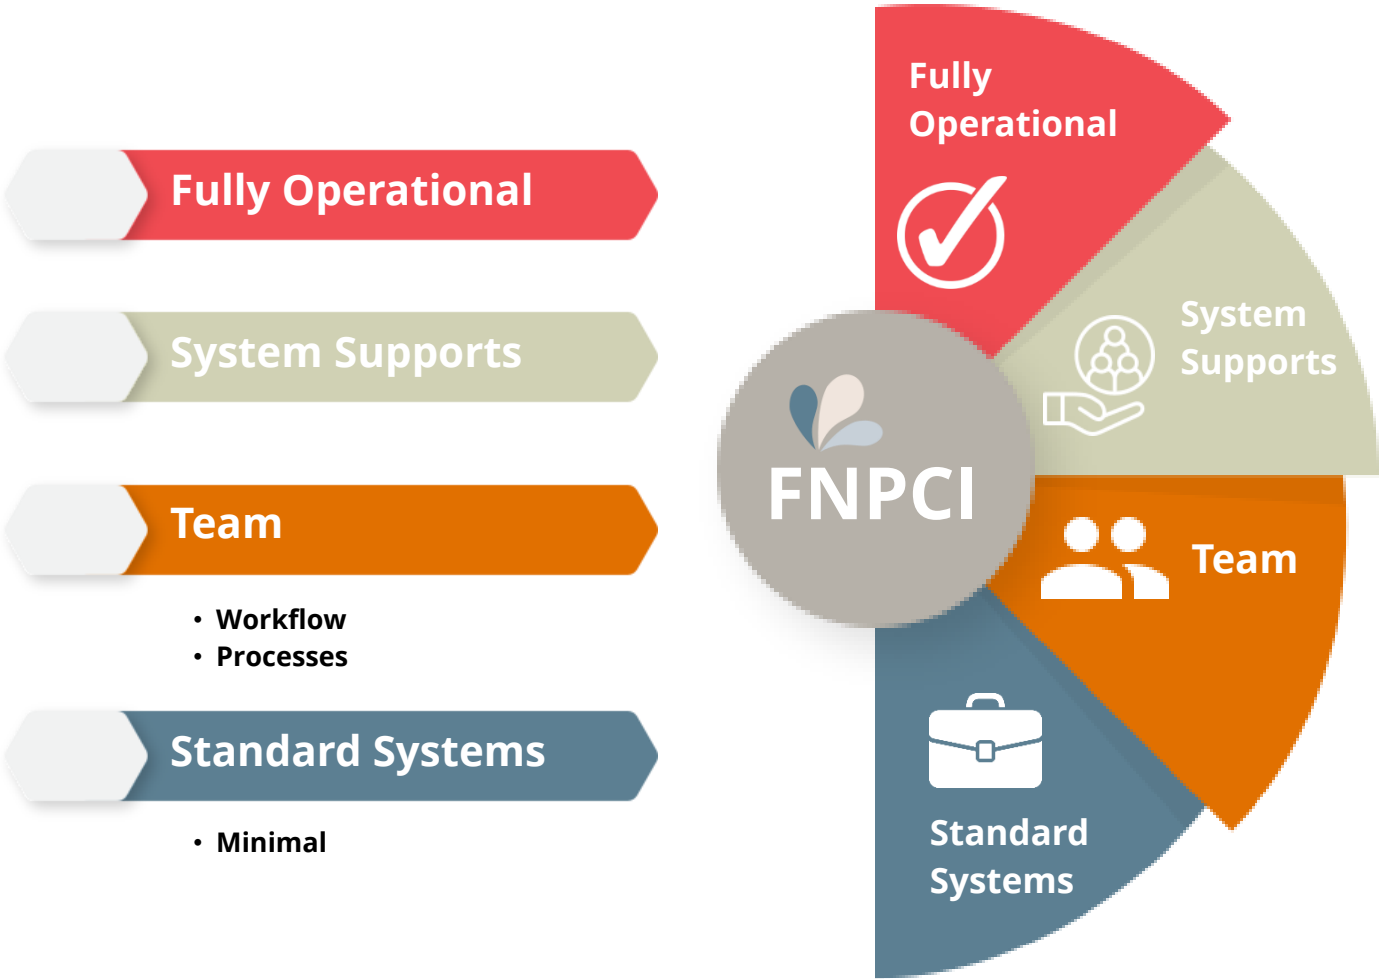 Fully Operational
System Supports
Team
• Workflow
• Processes
Standard Systems
• Minimal
Fully
Operational
System
Supports
FNPCI
Team
Standard
Systems